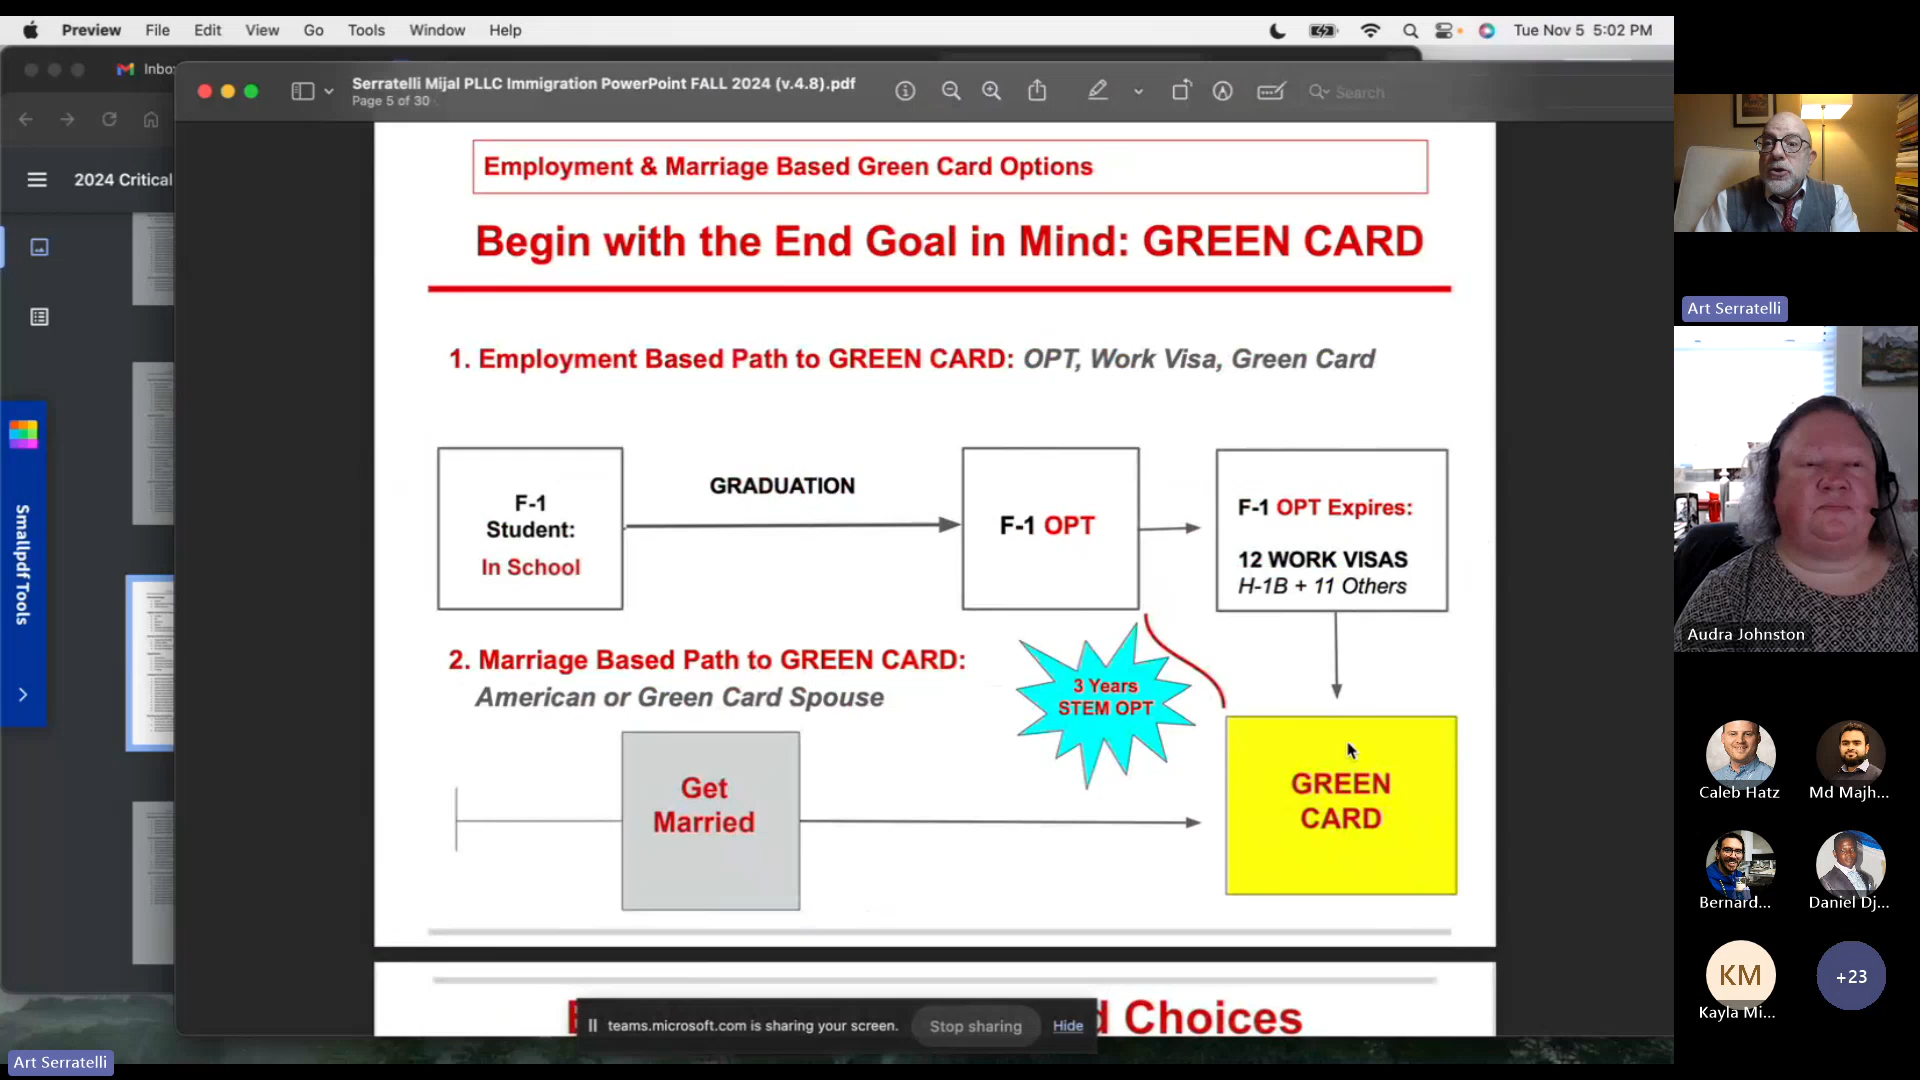 Preview File Edit View Go Tools Window Help
Tue Nov 5 5:02 PM
Inbo
Serratelli Mijal PLLC Immigration PowerPoint FALL 2024 (v.4.8).pdf
Page 5 of 30
Search
2024 Critical
Smallpdf Tools
Employment & Marriage Based Green Card Options
Begin with the End Goal in Mind: GREEN CARD
1. Employment Based Path to GREEN CARD: OPT, Work Visa, Green Card
F-1
Student:
In School
GRADUATION
F-1 OPT
F-1 OPT Expires:
12 WORK VISAS
H-1B + 11 Others
2. Marriage Based Path to GREEN CARD:
American or Green Card Spouse
3 Years
STEM OPT
Get
Married
GREEN
CARD
Choices
teams.microsoft.com is sharing your screen.
Stop sharing
Hide
Art Serratelli
Art Serratelli
Audra Johnston
Caleb Hatz
Md Majh...
Bernard...
Daniel Dj...
KM
Kayla Mi...
+23